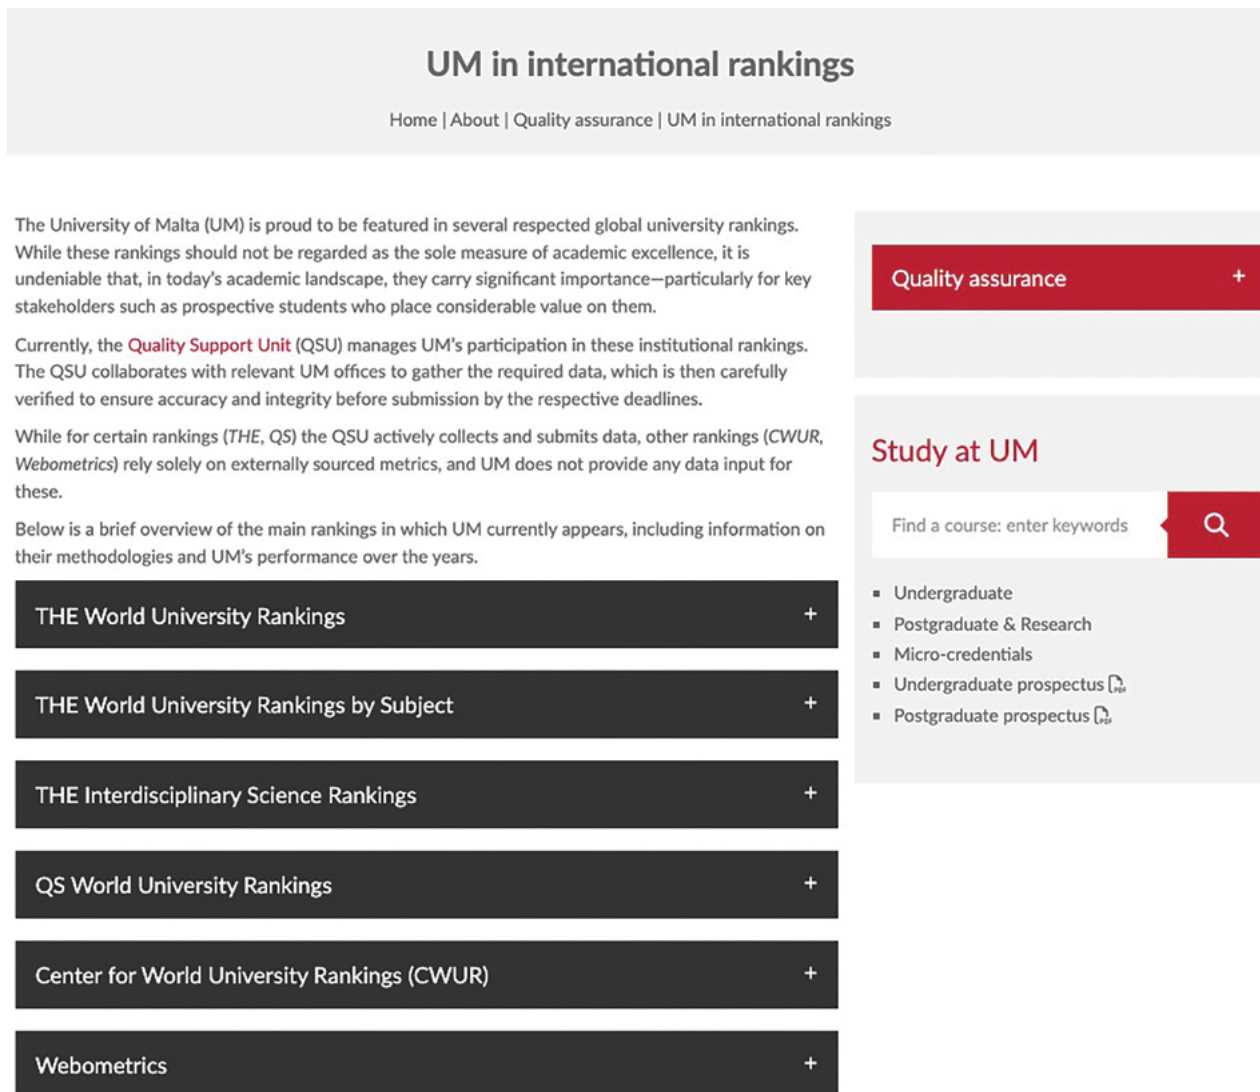 UM in international rankings
Home | About | Quality assurance | UM in international rankings
The University of Malta (UM) is proud to be featured in several respected global university rankings.
While these rankings should not be regarded as the sole measure of academic excellence, it is
undeniable that, in today's academic landscape, they carry significant importance—particularly for key
stakeholders such as prospective students who place considerable value on them.
Currently, the Quality Support Unit (QSU) manages UM's participation in these institutional rankings.
The QSU collaborates with relevant UM offices to gather the required data, which is then carefully
verified to ensure accuracy and integrity before submission by the respective deadlines.
While for certain rankings (THE, QS) the QSU actively collects and submits data, other rankings (CWUR,
Webometrics) rely solely on externally sourced metrics, and UM does not provide any data input for
these.
Below is a brief overview of the main rankings in which UM currently appears, including information on
their methodologies and UM's performance over the years.
THE World University Rankings +
THE World University Rankings by Subject +
THE Interdisciplinary Science Rankings +
QS World University Rankings +
Center for World University Rankings (CWUR) +
Webometrics +
Quality assurance +
Study at UM
Find a course: enter keywords
▪ Undergraduate
▪ Postgraduate & Research
▪ Micro-credentials
▪ Undergraduate prospectus PDF
▪ Postgraduate prospectus PDF